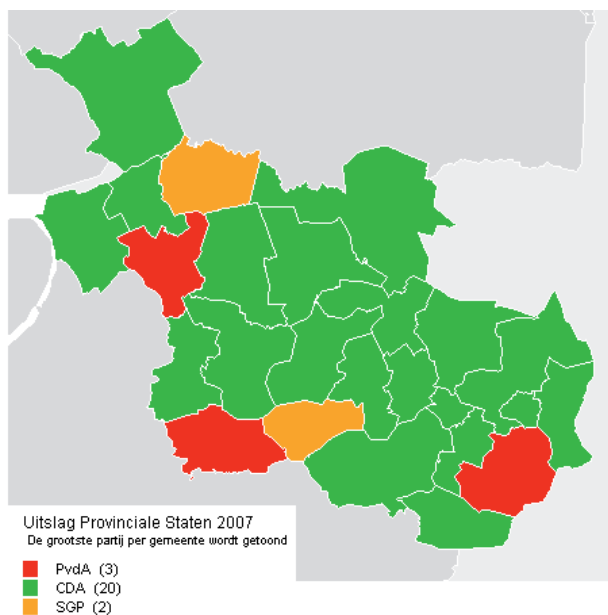 Uitslag Provinciale Staten 2007
De grootste partij per gemeente wordt getoond
PvdA (3)
CDA (20)
SGP (2)